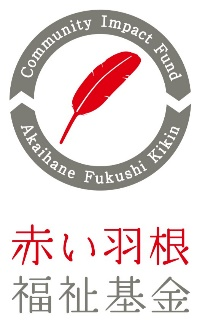 Community Impact Fund
Akaihane Fukushi Kikin
赤い羽根
福祉基金